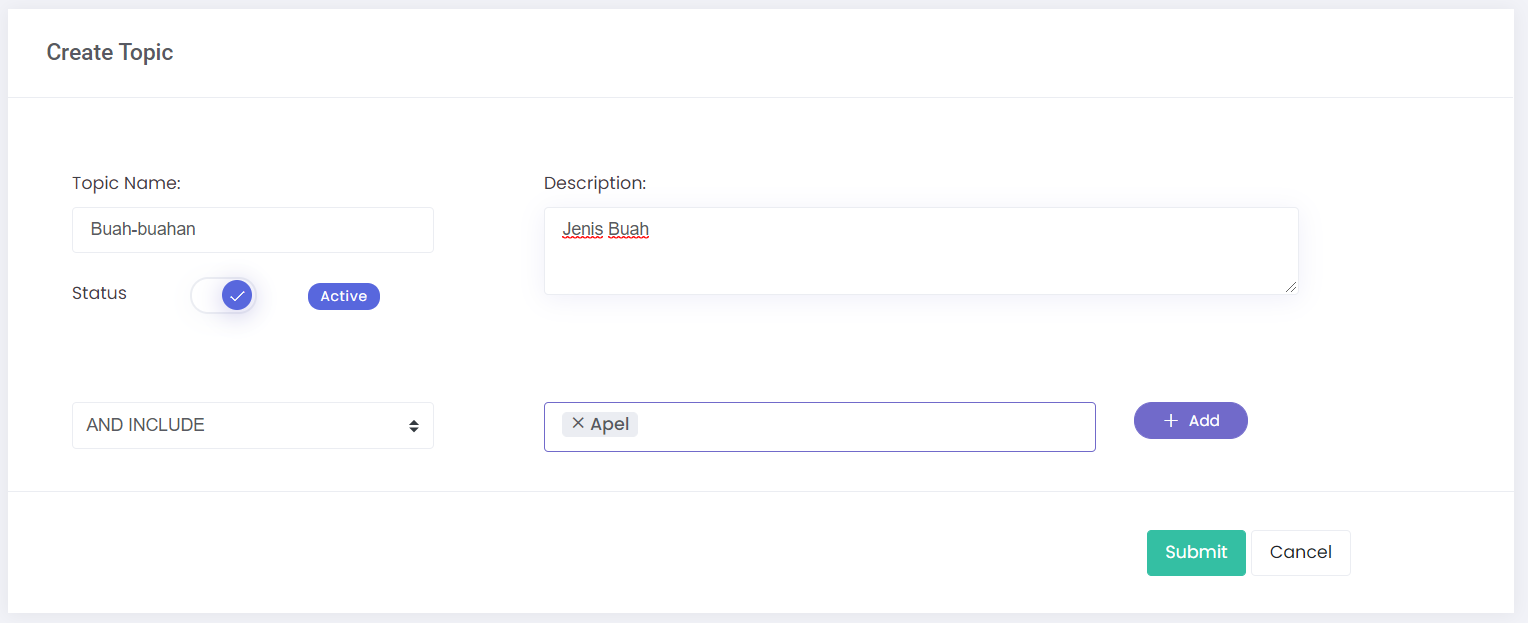 Create Topic
Topic Name:
Description:
Buah-buahan
Jenis Buah
Status
Active
AND INCLUDE
Apel
Add
Submit
Cancel